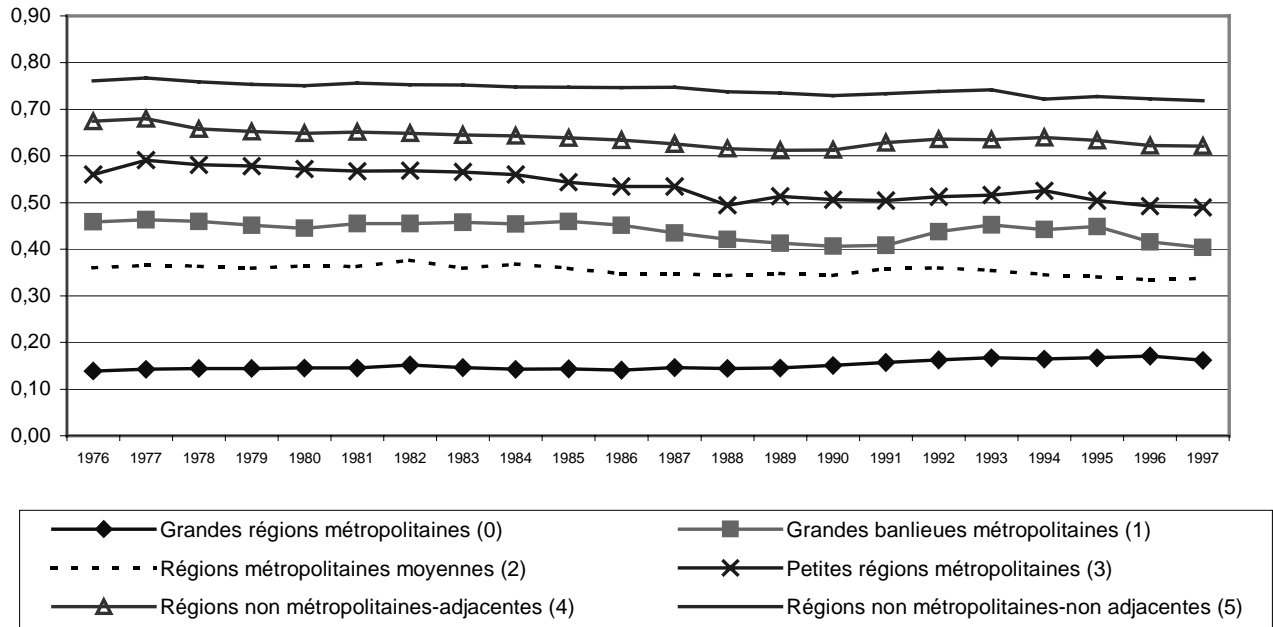 0,90
0,80
0,70
0,60
0,50
0,40
0,30
0,20
0,10
0,00
1976 1977 1978 1979 1980 1981 1982 1983 1984 1985 1986 1987 1988 1989 1990 1991 1992 1993 1994 1995 1996 1997
Grandes régions métropolitaines (0) Grandes banlieues métropolitaines (1)
Régions métropolitaines moyennes (2) Petites régions métropolitaines (3)
Régions non métropolitaines-adjacentes (4) Régions non métropolitaines-non adjacentes (5)